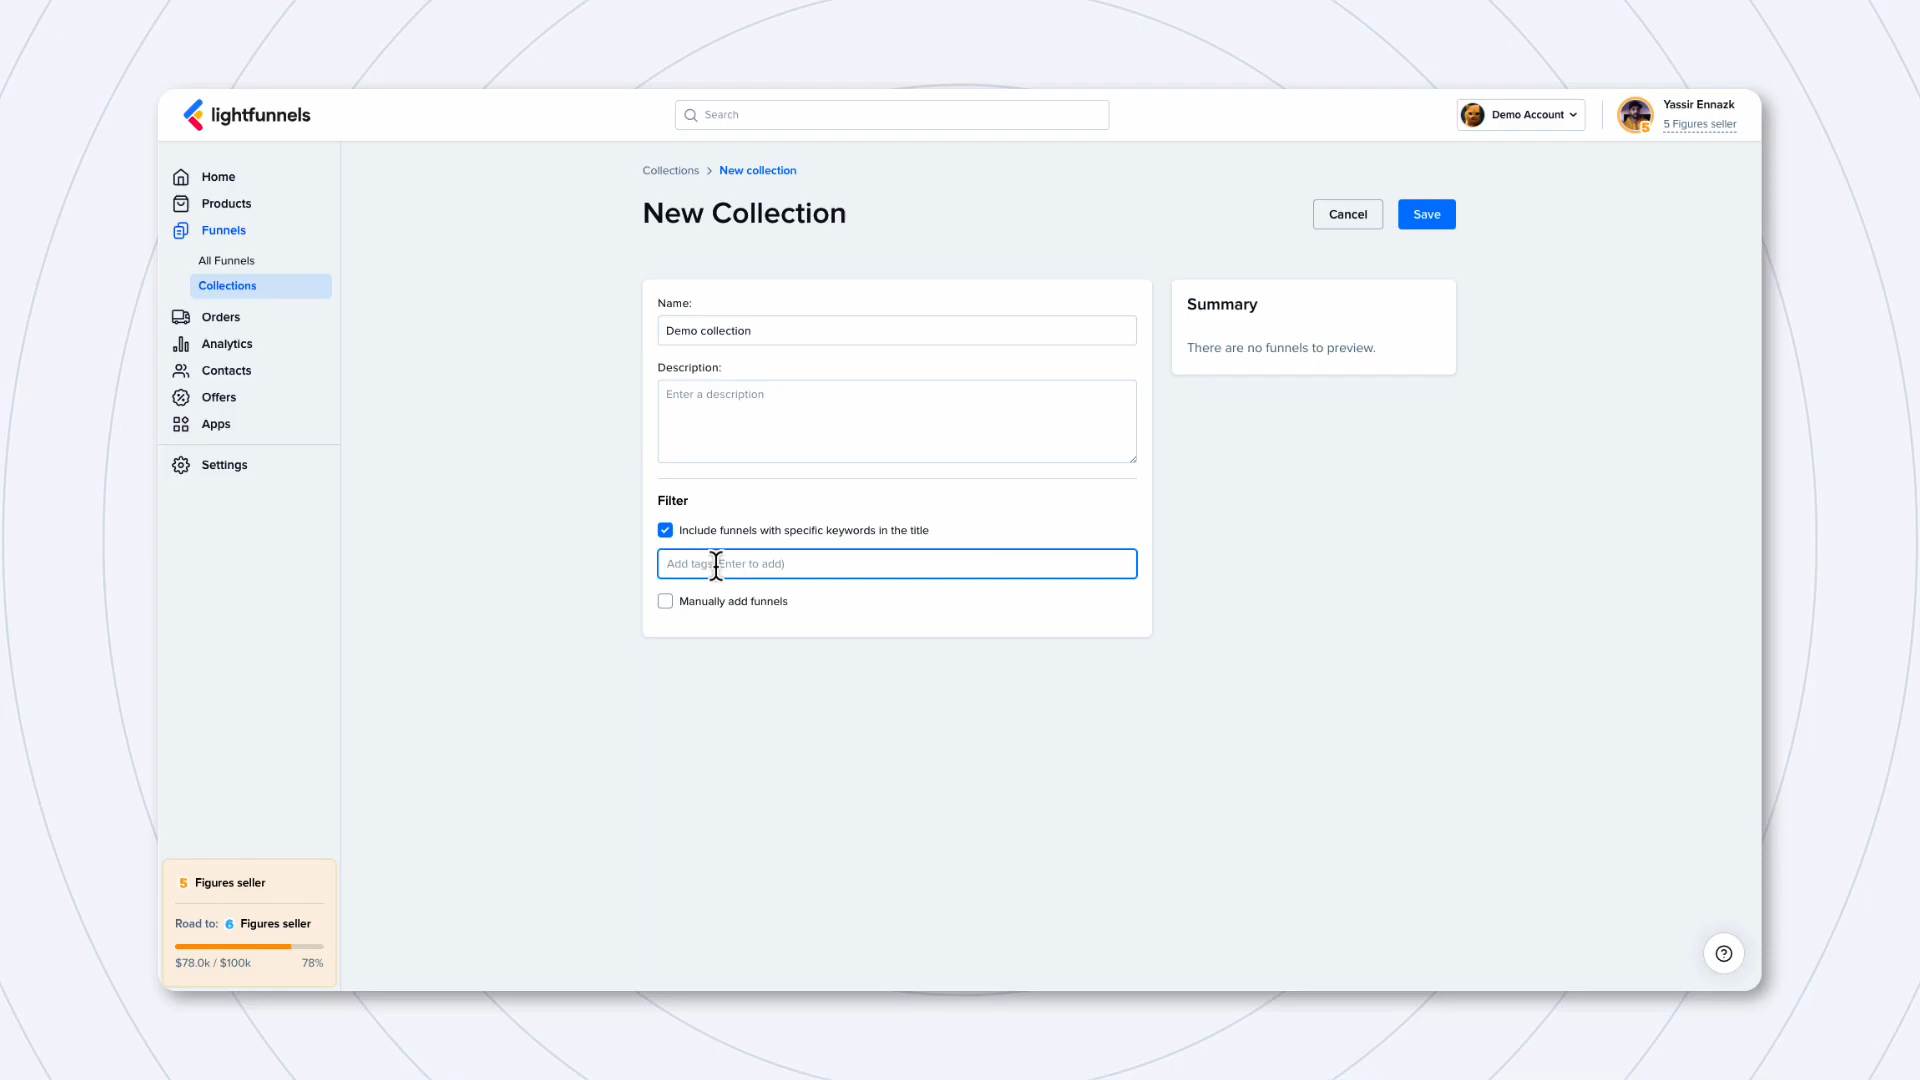 lightfunnels
Search
Demo Account
Yassir Ennazk
5
5 Figures seller
Home
Products
Funnels
All Funnels
Collections
Orders
Analytics
Contacts
Offers
Apps
Settings
Collections > New collection
New Collection
Cancel
Save
Name:
Demo collection
Description:
Enter a description
Filter
Include funnels with specific keywords in the title
Add tags (Enter to add)
Manually add funnels
Summary
There are no funnels to preview.
5 Figures seller
Road to: 6 Figures seller
$78.0k / $100k 78%